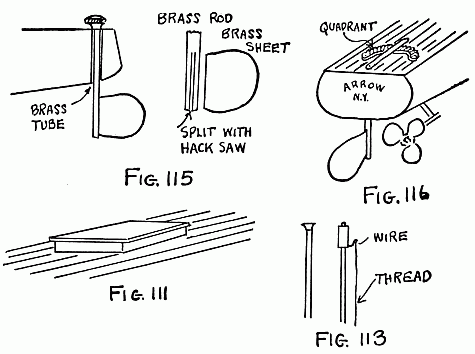 BRASS ROD
BRASS
SHEET
BRASS
TUBE
SPLIT WITH
HACK SAW
FIG. 115
QUADRANT
ARROW
N.Y.
FIG. 116
FIG. 111
WIRE
THREAD
FIG. 113